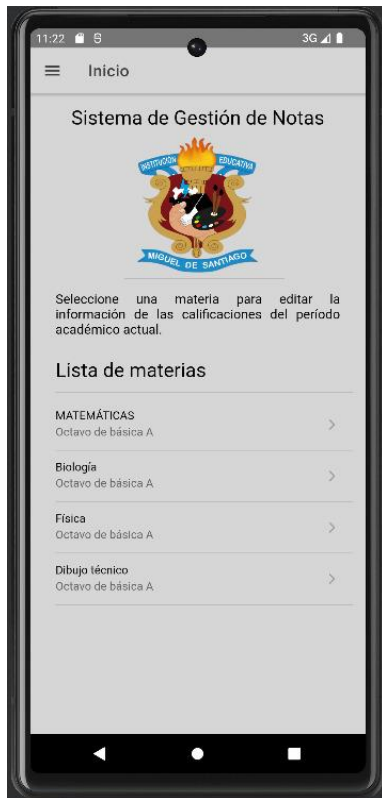 11:22 3G
Inicio
Sistema de Gestión de Notas
INSTITUCIÓN EDUCATIVA
MIGUEL DE SANTIAGO
Seleccione una materia para editar la
información de las calificaciones del período
académico actual.
Lista de materias
MATEMÁTICAS
Octavo de básica A
Biología
Octavo de básica A
Física
Octavo de básica A
Dibujo técnico
Octavo de básica A